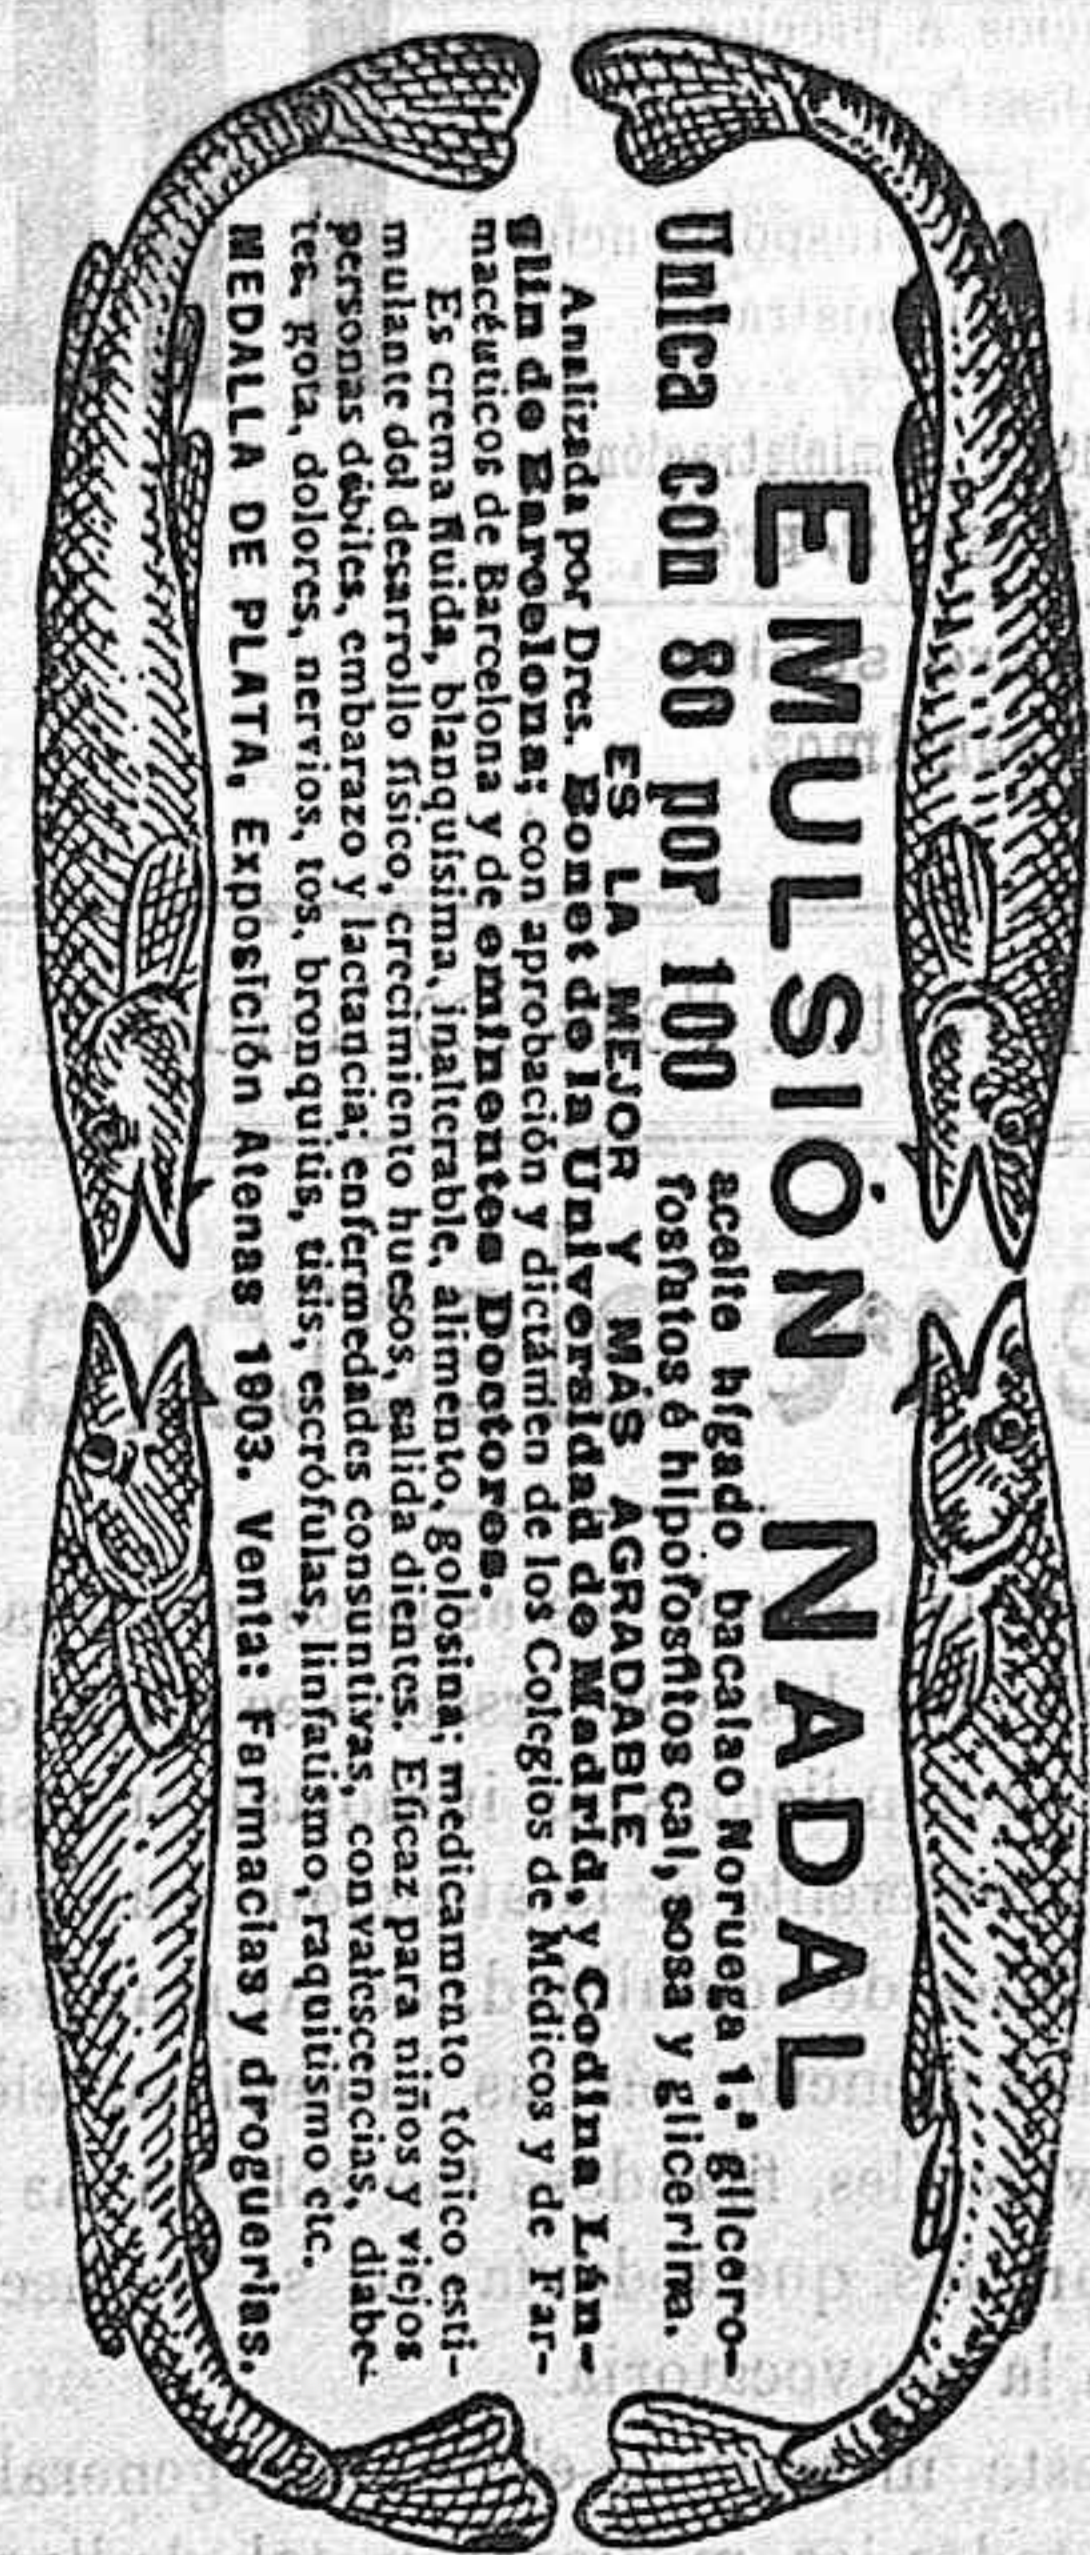 EMULSIÓN NADAL
Unica con 80 por 100 aceite hígado bacalao Noruega 1.ª glicero-
fosfatos é hipofosfitos cal, sosa y glicerina.
ES LA MEJOR Y MÁS AGRADABLE
Analizada por Dres. Bonet de la Universidad de Madrid, y Codina Lán-
glin de Barcelona; con aprobación y dictámen de los Colegios de Médicos y de Far-
macéuticos de Barcelona y de eminentes Doctores.
Es crema fluida, blanquísima, inalterable, alimento, golosina; medicamento tónico esti-
mulante del desarrollo físico, crecimiento huesos, salida dientes. Eficaz para niños y viejos
personas débiles, embarazo y lactancia; enfermedades consuntivas, convalescencias, diabe-
tes, gota, dolores, nervios, tos, bronquitis, tisis, escrófulas, linfatismo, raquitismo etc.
MEDALLA DE PLATA, Exposición Atenas 1903. Venta: Farmacias y droguerias.